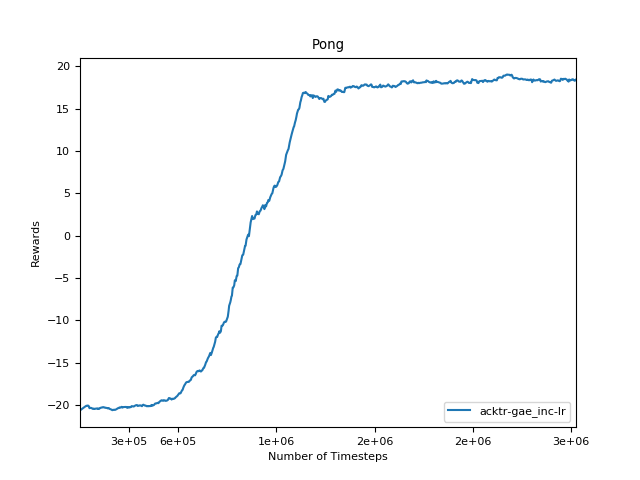 Pong
20
15
10
5
0
−5
−10
−15
−20
Rewards
acktr-gae_inc-lr
3e+05 6e+05 1e+06 2e+06 2e+06 3e+06
Number of Timesteps